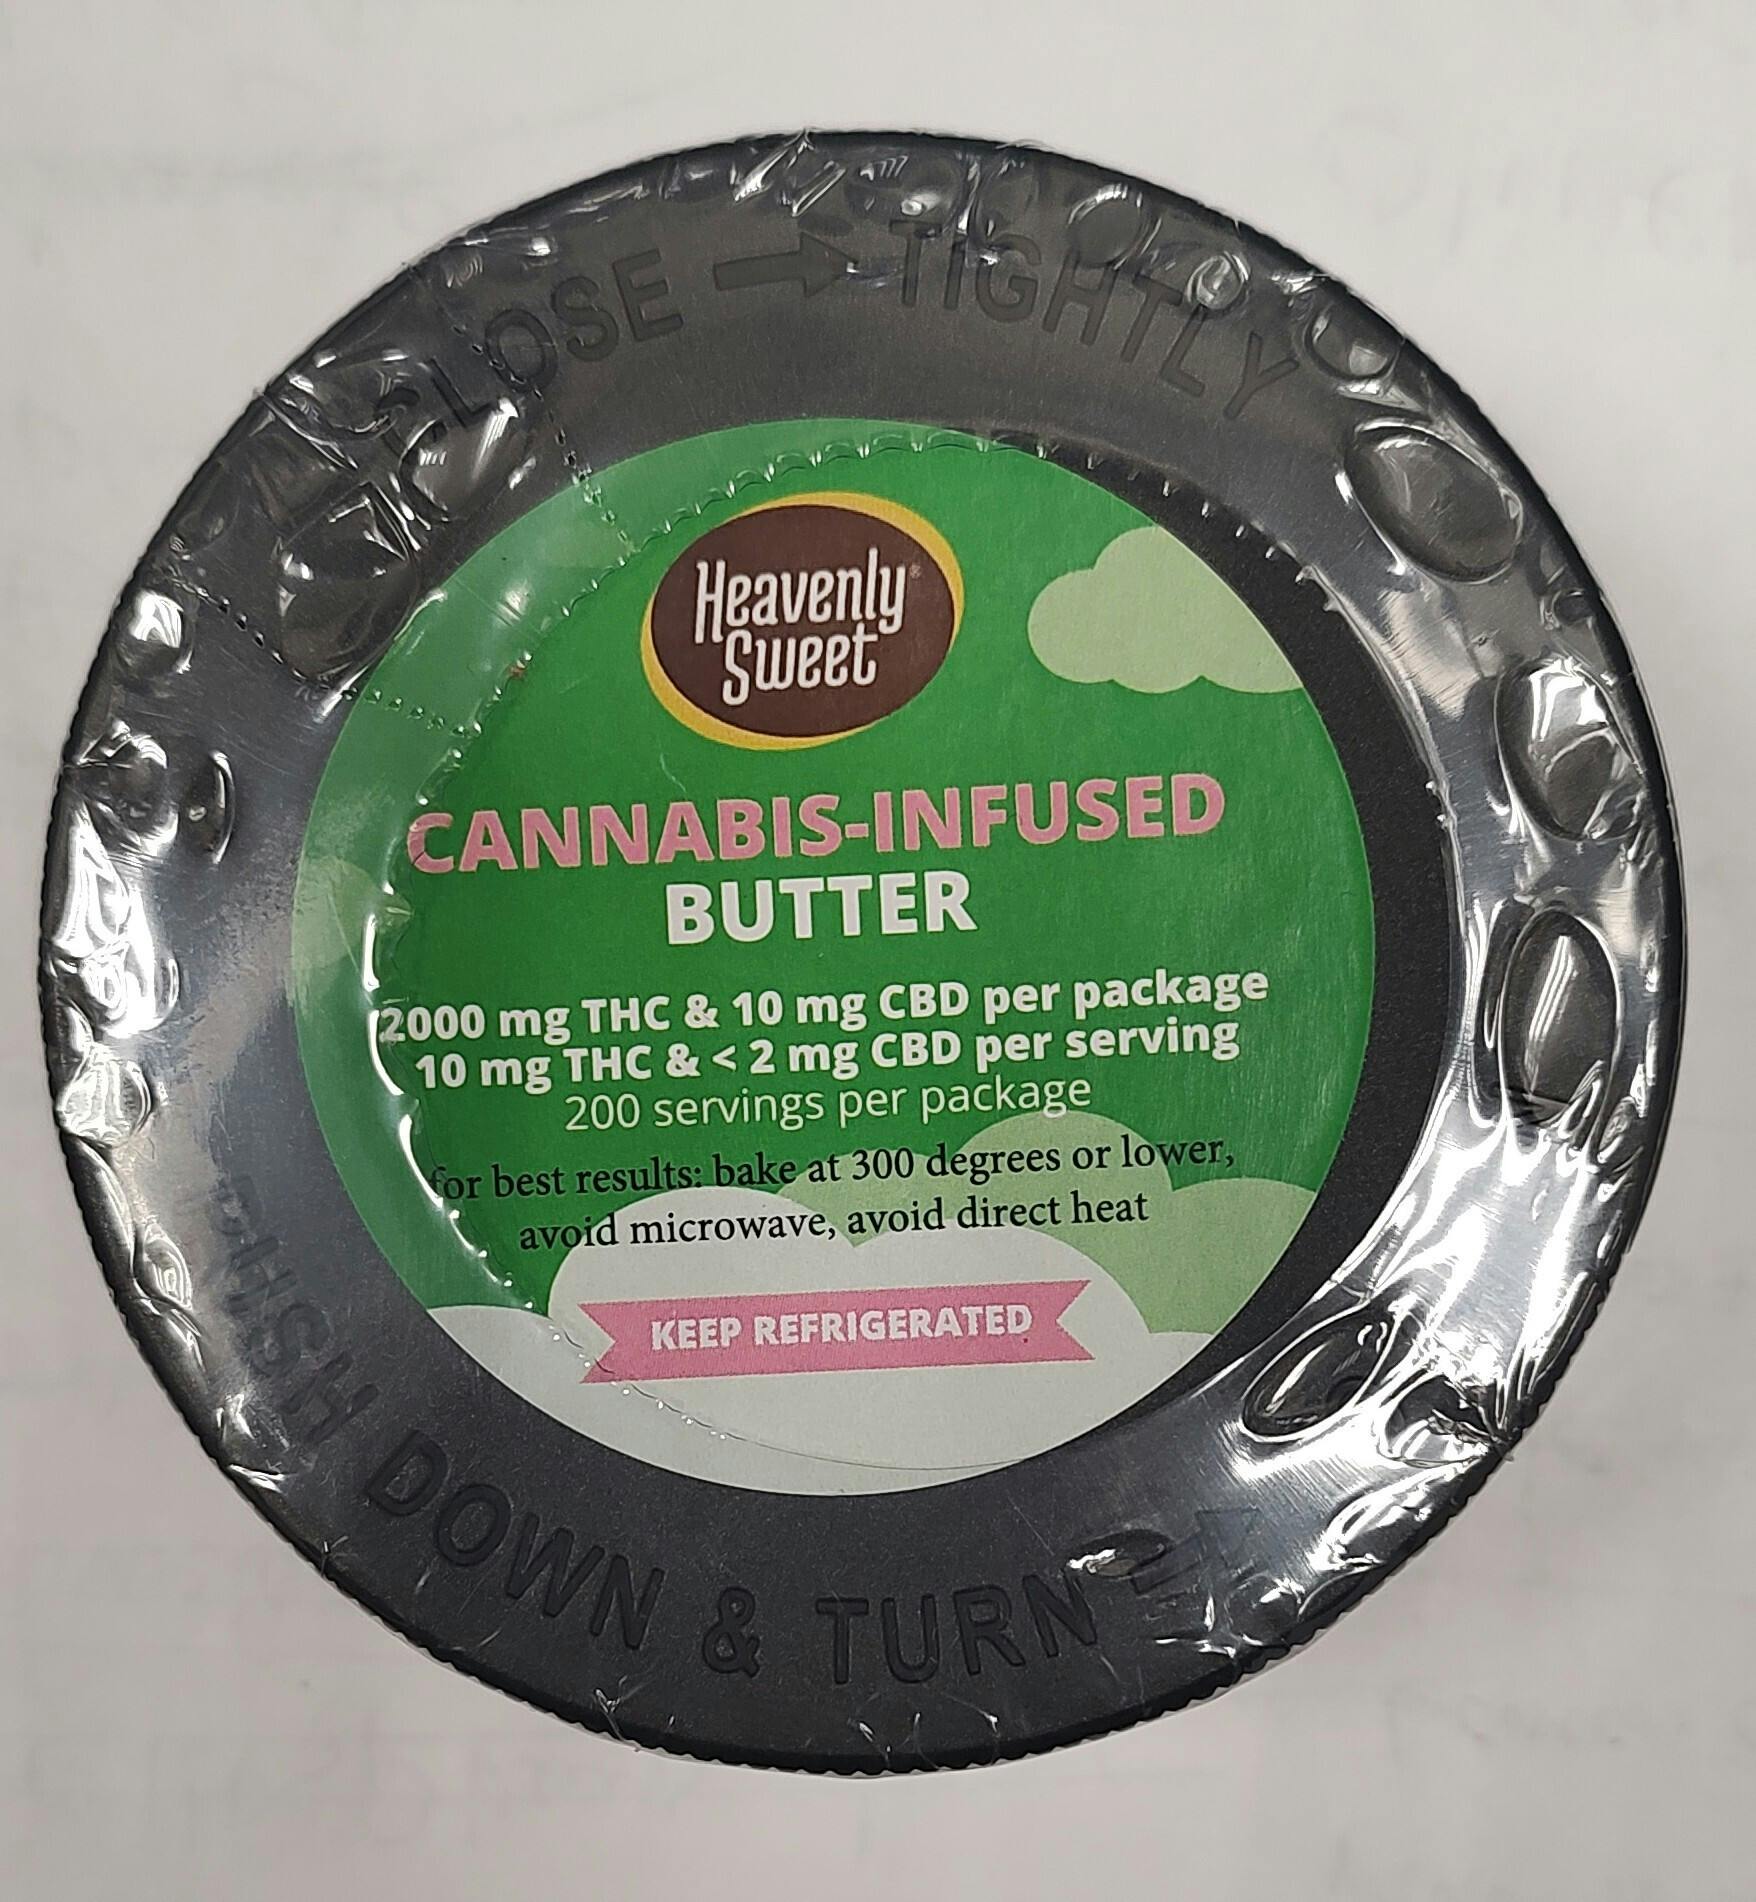 CLOSE → TIGHTLY
Heavenly®
Sweet
CANNABIS-INFUSED
BUTTER
2000 mg THC & 10 mg CBD per package
10 mg THC & < 2 mg CBD per serving
200 servings per package
for best results: bake at 300 degrees or lower,
avoid microwave, avoid direct heat
KEEP REFRIGERATED
PUSH DOWN & TURN